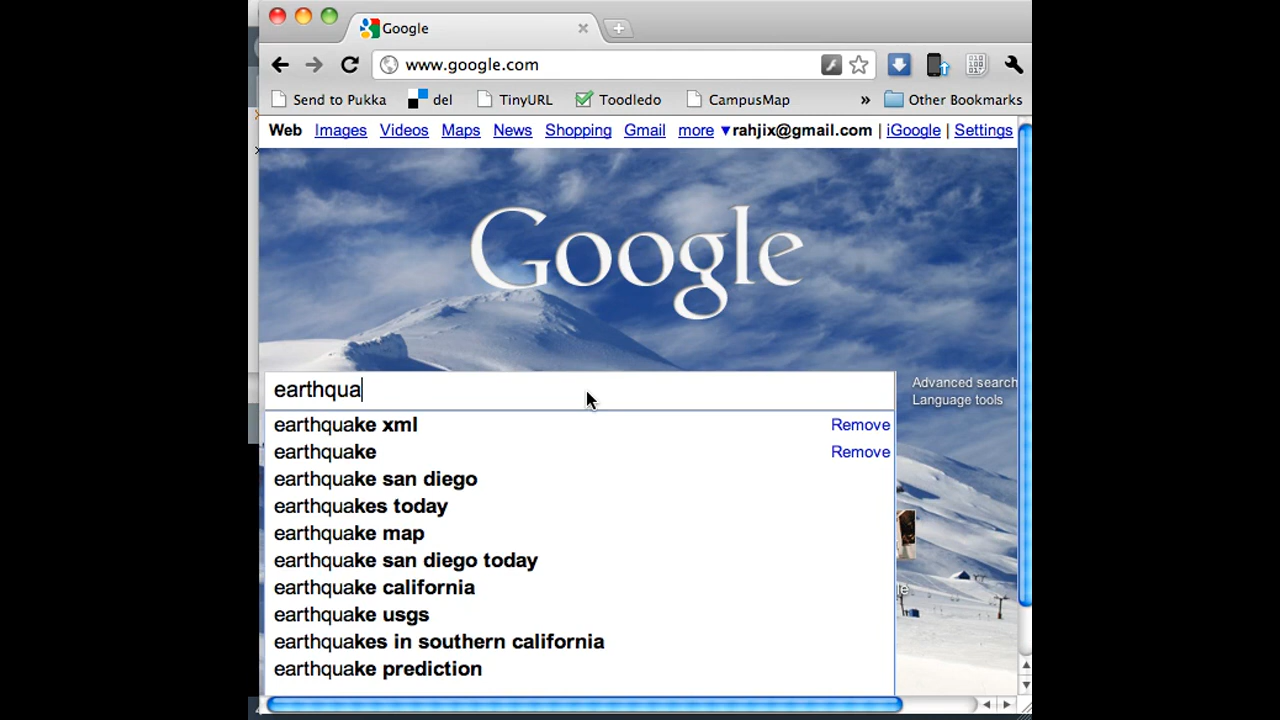 Google
www.google.com
Send to Pukka del TinyURL Toodledo CampusMap » Other Bookmarks
Web Images Videos Maps News Shopping Gmail more ▼ rahjix@gmail.com | iGoogle | Settings
Google
earthqua
Advanced search
Language tools
earthquake xml Remove
earthquake Remove
earthquake san diego
earthquakes today
earthquake map
earthquake san diego today
earthquake california
earthquake usgs
earthquakes in southern california
earthquake prediction